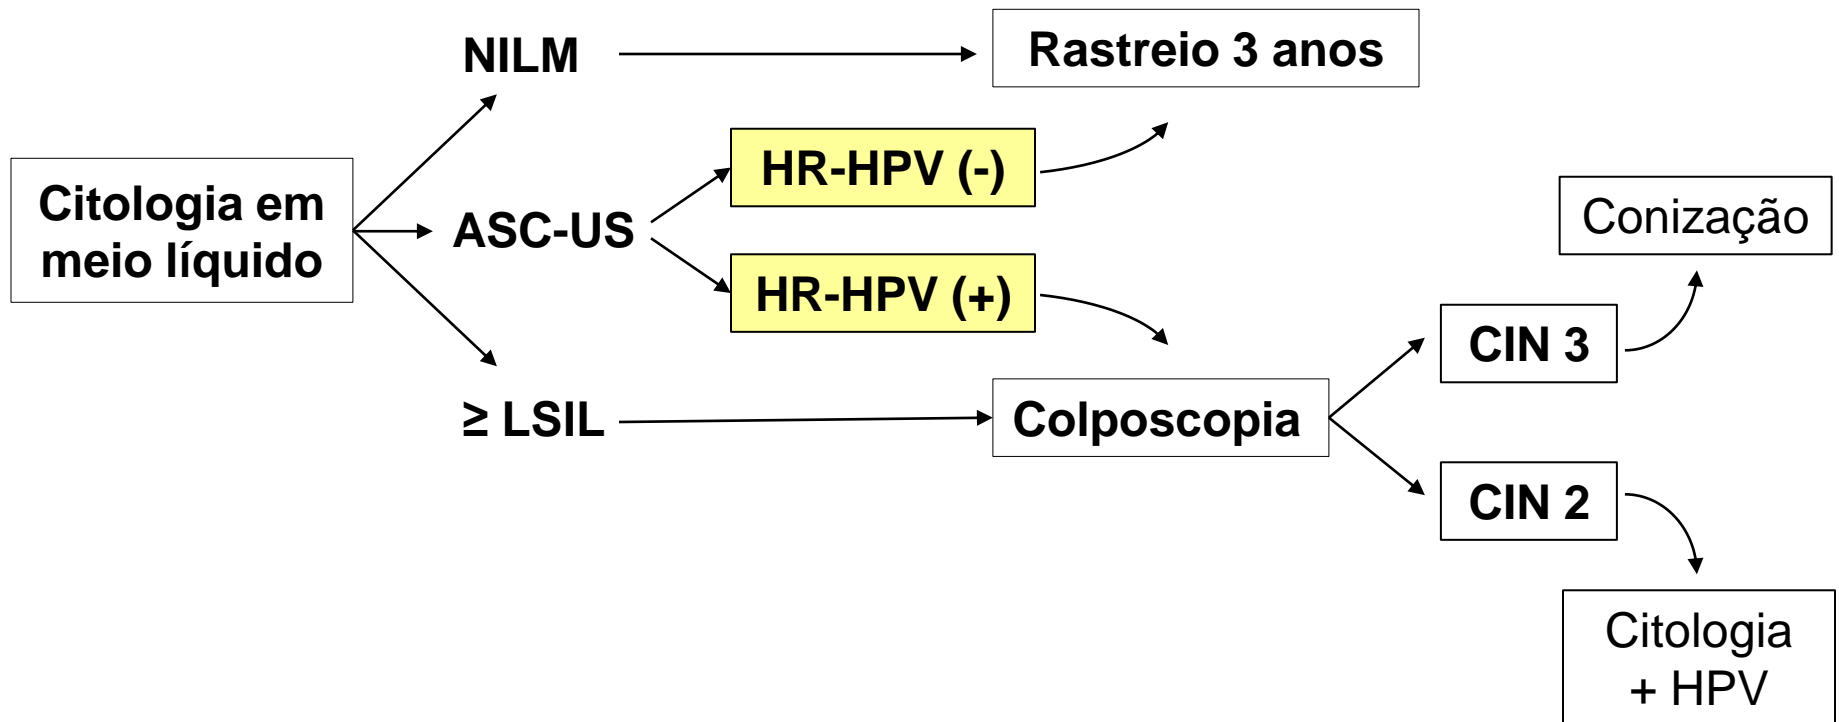 NILM
Rastreio 3 anos
Citologia em
meio líquido
ASC-US
HR-HPV (-)
HR-HPV (+)
≥ LSIL
Colposcopia
CIN 3
Conização
CIN 2
Citologia
+ HPV